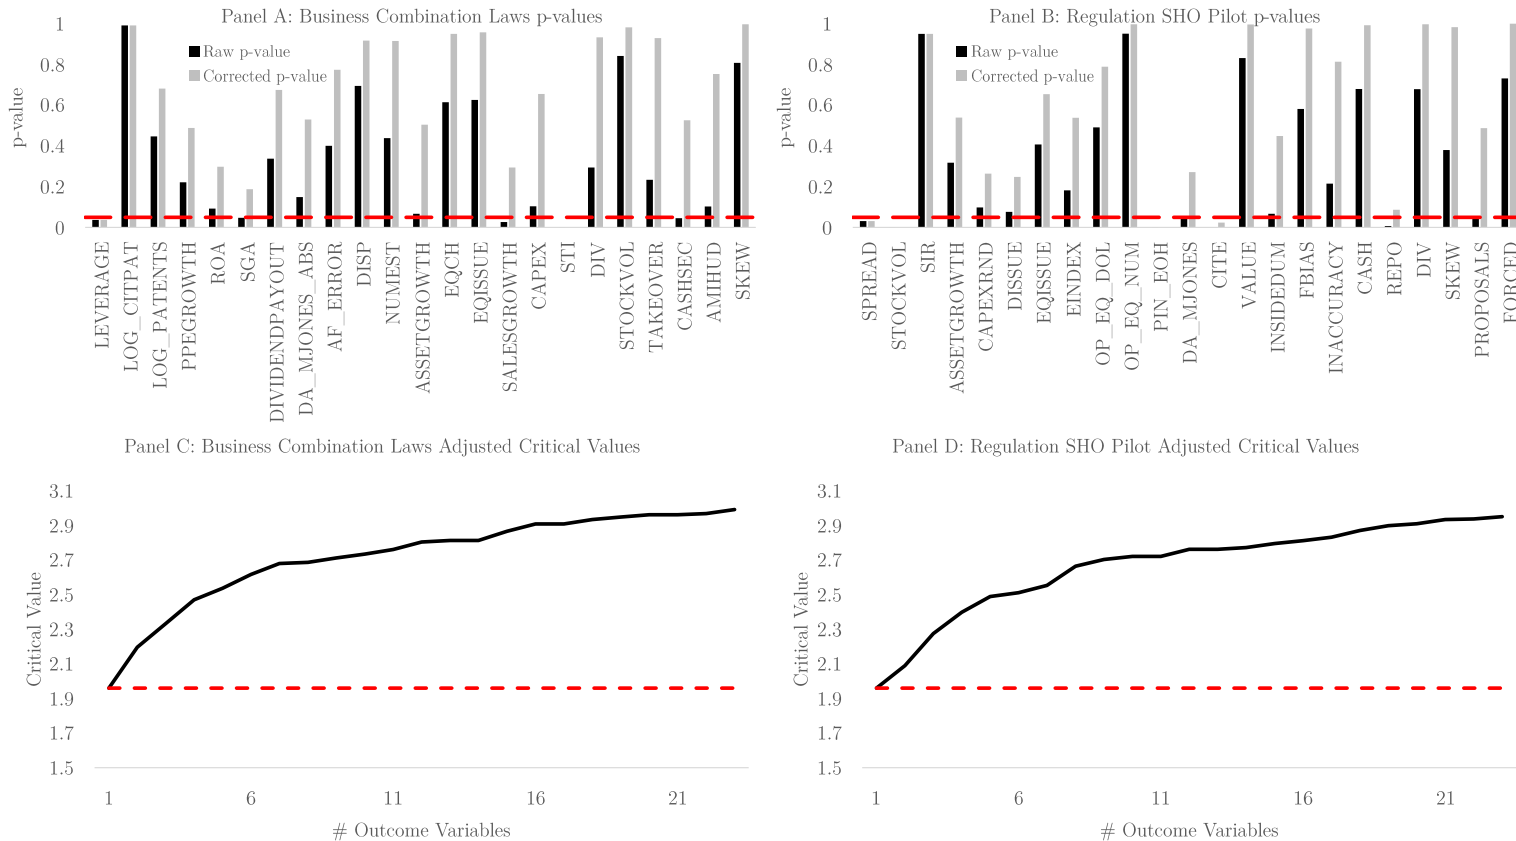 Panel A: Business Combination Laws p-values
1
0.8
0.6
0.4
0.2
0
p-value
Raw p-value
Corrected p-value
LEVERAGE
LOG_CITPAT
LOG_PATENTS
PPEGROWTH
ROA
SGA
DIVIDENDPAYOUT
DA_MJONES_ABS
AF_ERROR
DISP
NUMEST
ASSETGROWTH
EQCH
EQISSUE
SALESGROWTH
CAPEX
STI
DIV
STOCKVOL
TAKEOVER
CASHSEC
AMIHUD
SKEW
Panel B: Regulation SHO Pilot p-values
1
0.8
0.6
0.4
0.2
0
p-value
Raw p-value
Corrected p-value
SPREAD
STOCKVOL
SIR
ASSETGROWTH
CAPEXRND
DISSUE
EQISSUE
EINDEX
OP_EQ_DOL
OP_EQ_NUM
PIN_EOH
DA_MJONES
CITE
VALUE
INSIDEDUM
FBIAS
INACCURACY
CASH
REPO
DIV
SKEW
PROPOSALS
FORCED
Panel C: Business Combination Laws Adjusted Critical Values
3.1
2.9
2.7
2.5
2.3
2.1
1.9
1.7
1.5
Critical Value
1 6 11 16 21
# Outcome Variables
Panel D: Regulation SHO Pilot Adjusted Critical Values
3.1
2.9
2.7
2.5
2.3
2.1
1.9
1.7
1.5
Critical Value
1 6 11 16 21
# Outcome Variables